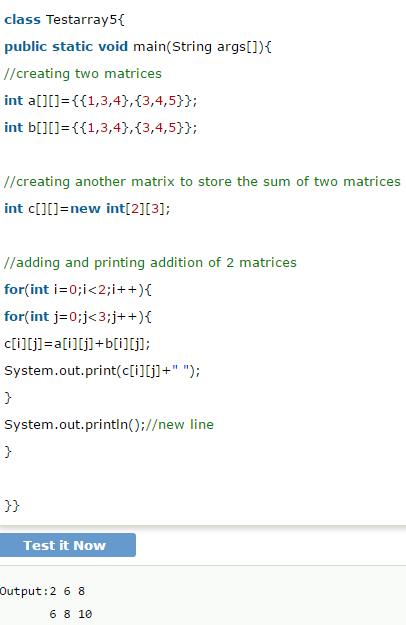 class Testarray5{
public static void main(String args[]){
//creating two matrices
int a[][]={{1,3,4},{3,4,5}};
int b[][]={{1,3,4},{3,4,5}};
//creating another matrix to store the sum of two matrices
int c[][]=new int[2][3];
//adding and printing addition of 2 matrices
for(int i=0;i<2;i++){
for(int j=0;j<3;j++){
c[i][j]=a[i][j]+b[i][j];
System.out.print(c[i][j]+" ");
}
System.out.println();//new line
}
}}
Test it Now
Output:2 6 8
6 8 10